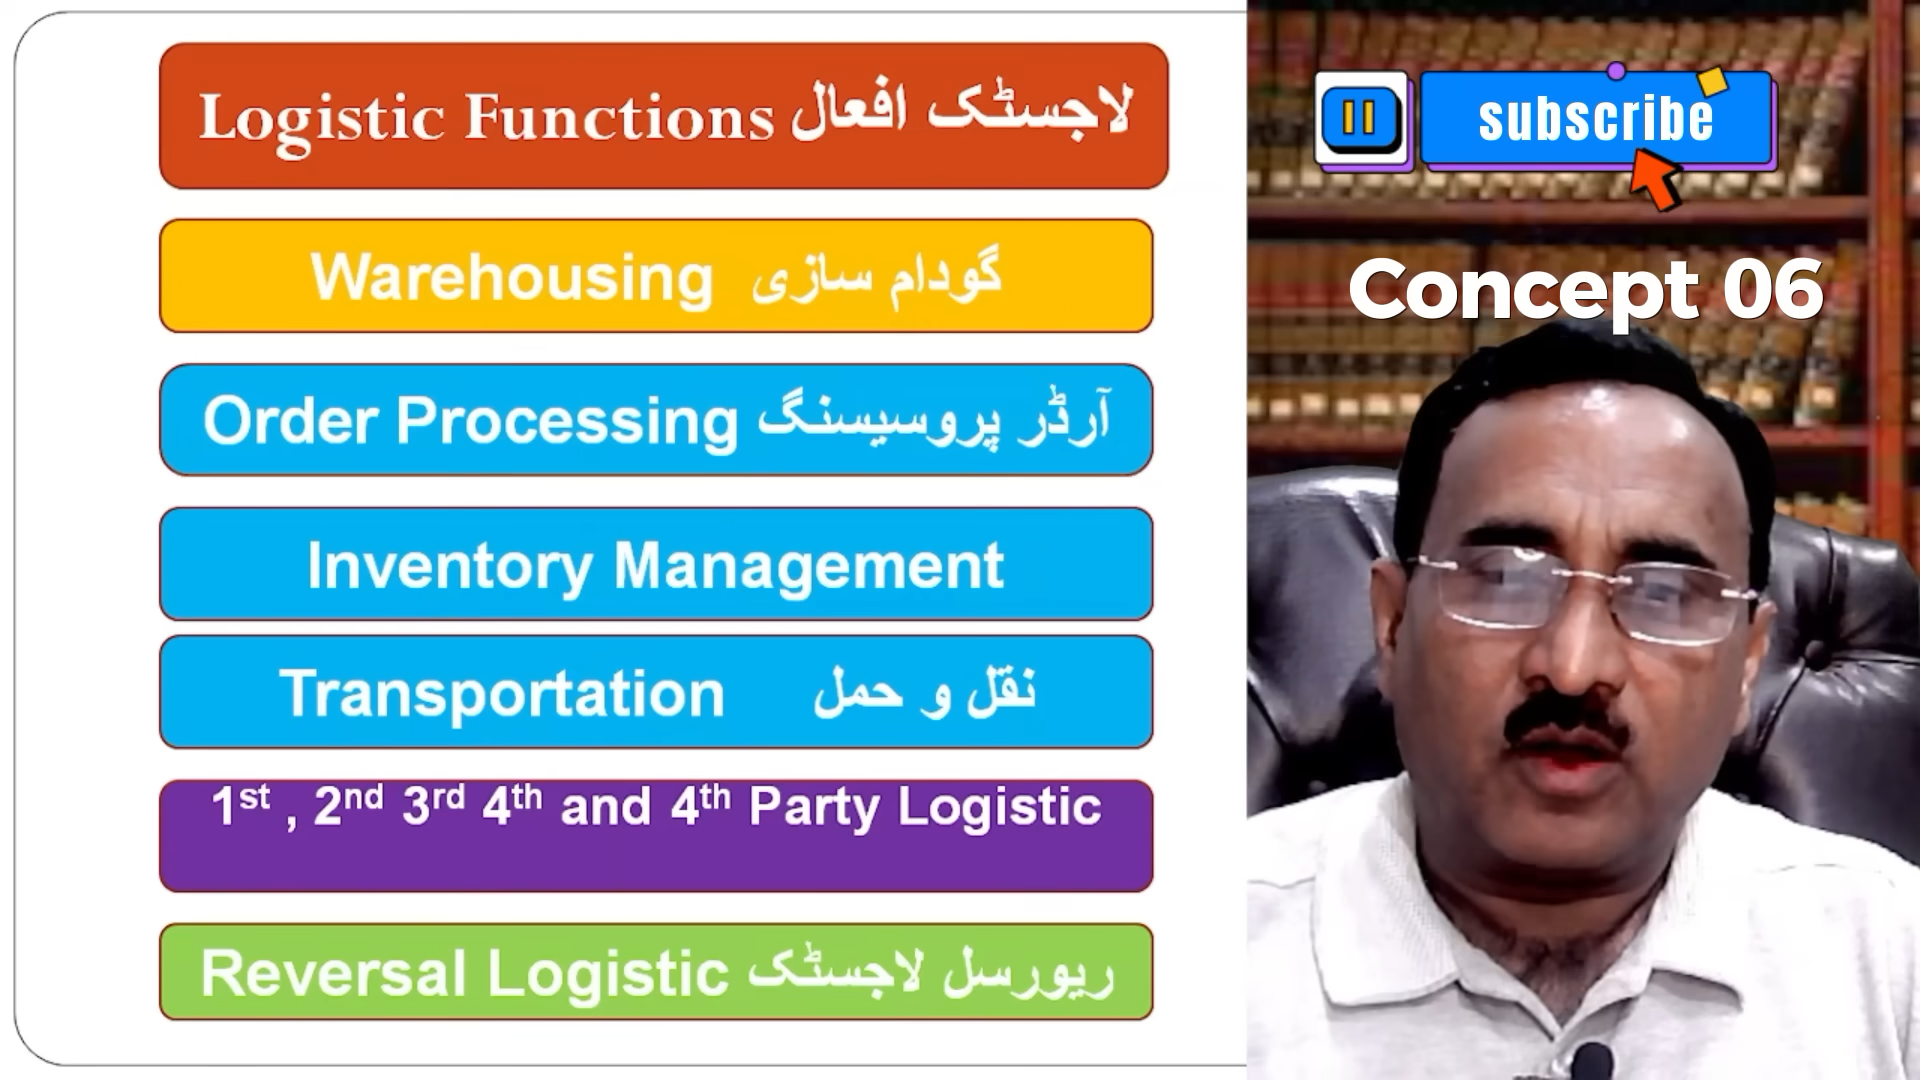 Logistic Functions لاجسٹک افعال
Warehousing گودام سازی
Order Processing آرڈر پروسیسنگ
Inventory Management
Transportation نقل و حمل
1st , 2nd 3rd 4th and 4th Party Logistic
Reversal Logistic ریورسل لاجسٹک
subscribe
Concept 06